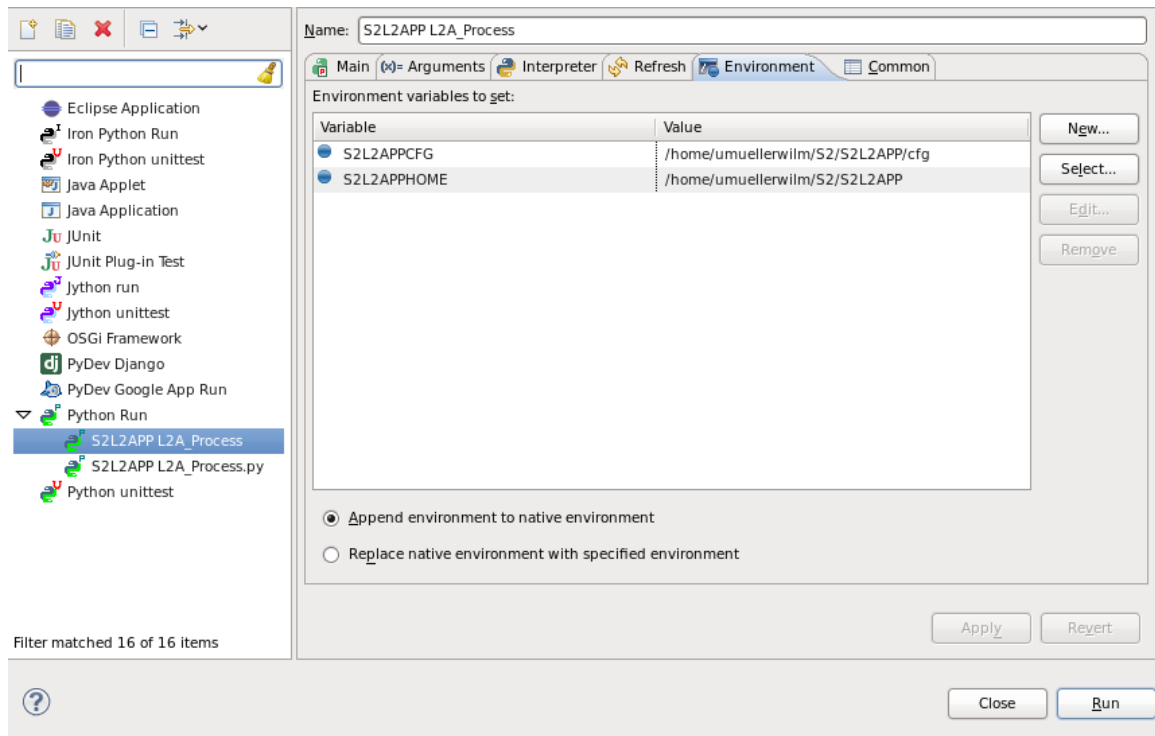 Name: S2L2APP L2A_Process
Main (x)= Arguments Interpreter Refresh Environment Common
Environment variables to set:
Variable Value
S2L2APPCFG /home/umuellerwilm/S2/S2L2APP/cfg
S2L2APPHOME /home/umuellerwilm/S2/S2L2APP
New...
Select...
Edit...
Remove
Eclipse Application
Iron Python Run
Iron Python unittest
Java Applet
Java Application
JUnit
JUnit Plug-in Test
Jython run
Jython unittest
OSGi Framework
dj PyDev Django
PyDev Google App Run
Python Run
S2L2APP L2A_Process
S2L2APP L2A_Process.py
Python unittest
Append environment to native environment
Replace native environment with specified environment
Apply Revert
Filter matched 16 of 16 items
? Close Run